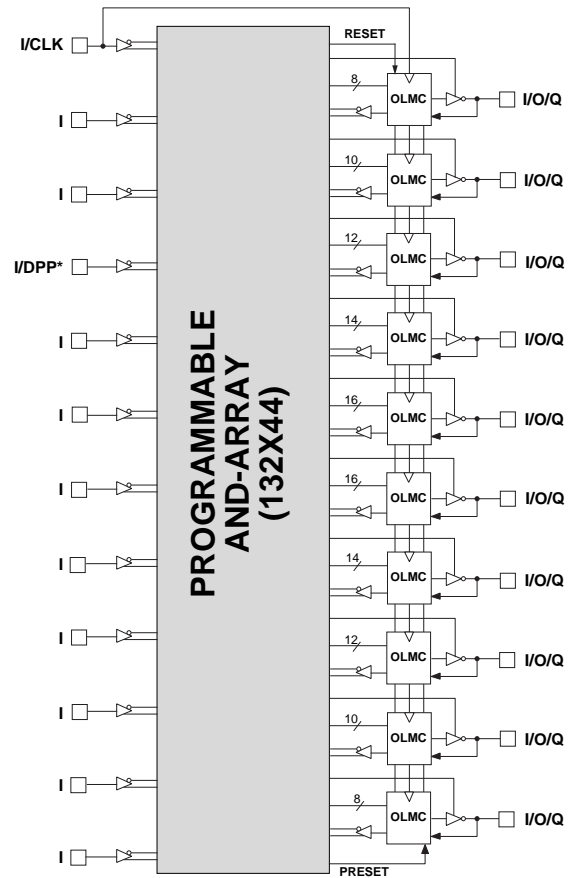 RESET
I/CLK
8
OLMC
I/O/Q
I
10
OLMC
I/O/Q
I
12
OLMC
I/O/Q
I/DPP*
14
OLMC
I/O/Q
I
PROGRAMMABLE
AND-ARRAY
(132X44)
16
OLMC
I/O/Q
I
16
OLMC
I/O/Q
I
14
OLMC
I/O/Q
I
12
OLMC
I/O/Q
I
10
OLMC
I/O/Q
I
8
OLMC
I/O/Q
I
I
PRESET